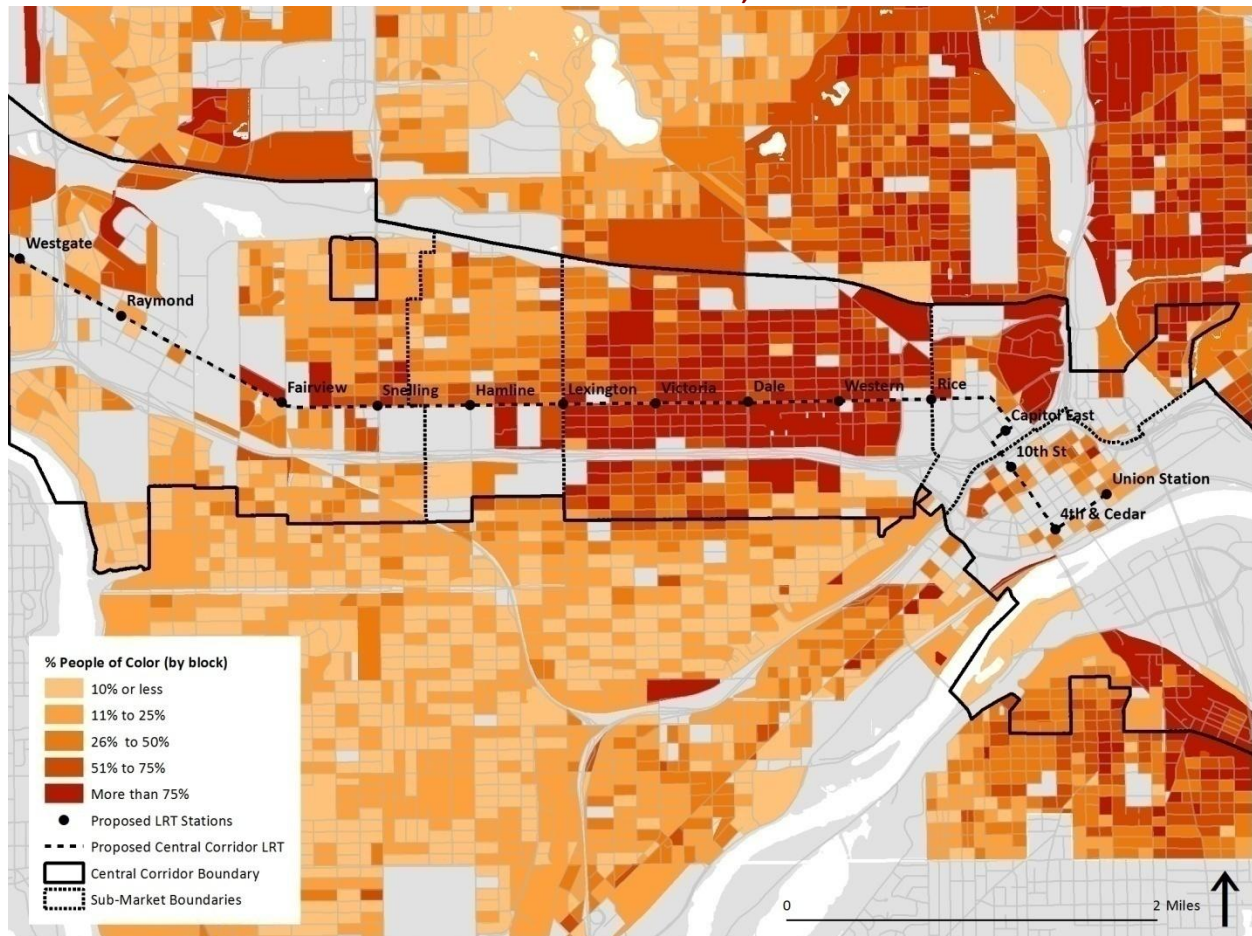 Westgate
Raymond
Fairview
Snelling
Hamline
Lexington
Victoria
Dale
Western
Rice
Capitol East
10th St
Union Station
4th & Cedar
% People of Color (by block)
10% or less
11% to 25%
26% to 50%
51% to 75%
More than 75%
Proposed LRT Stations
Proposed Central Corridor LRT
Central Corridor Boundary
Sub-Market Boundaries
0
2 Miles